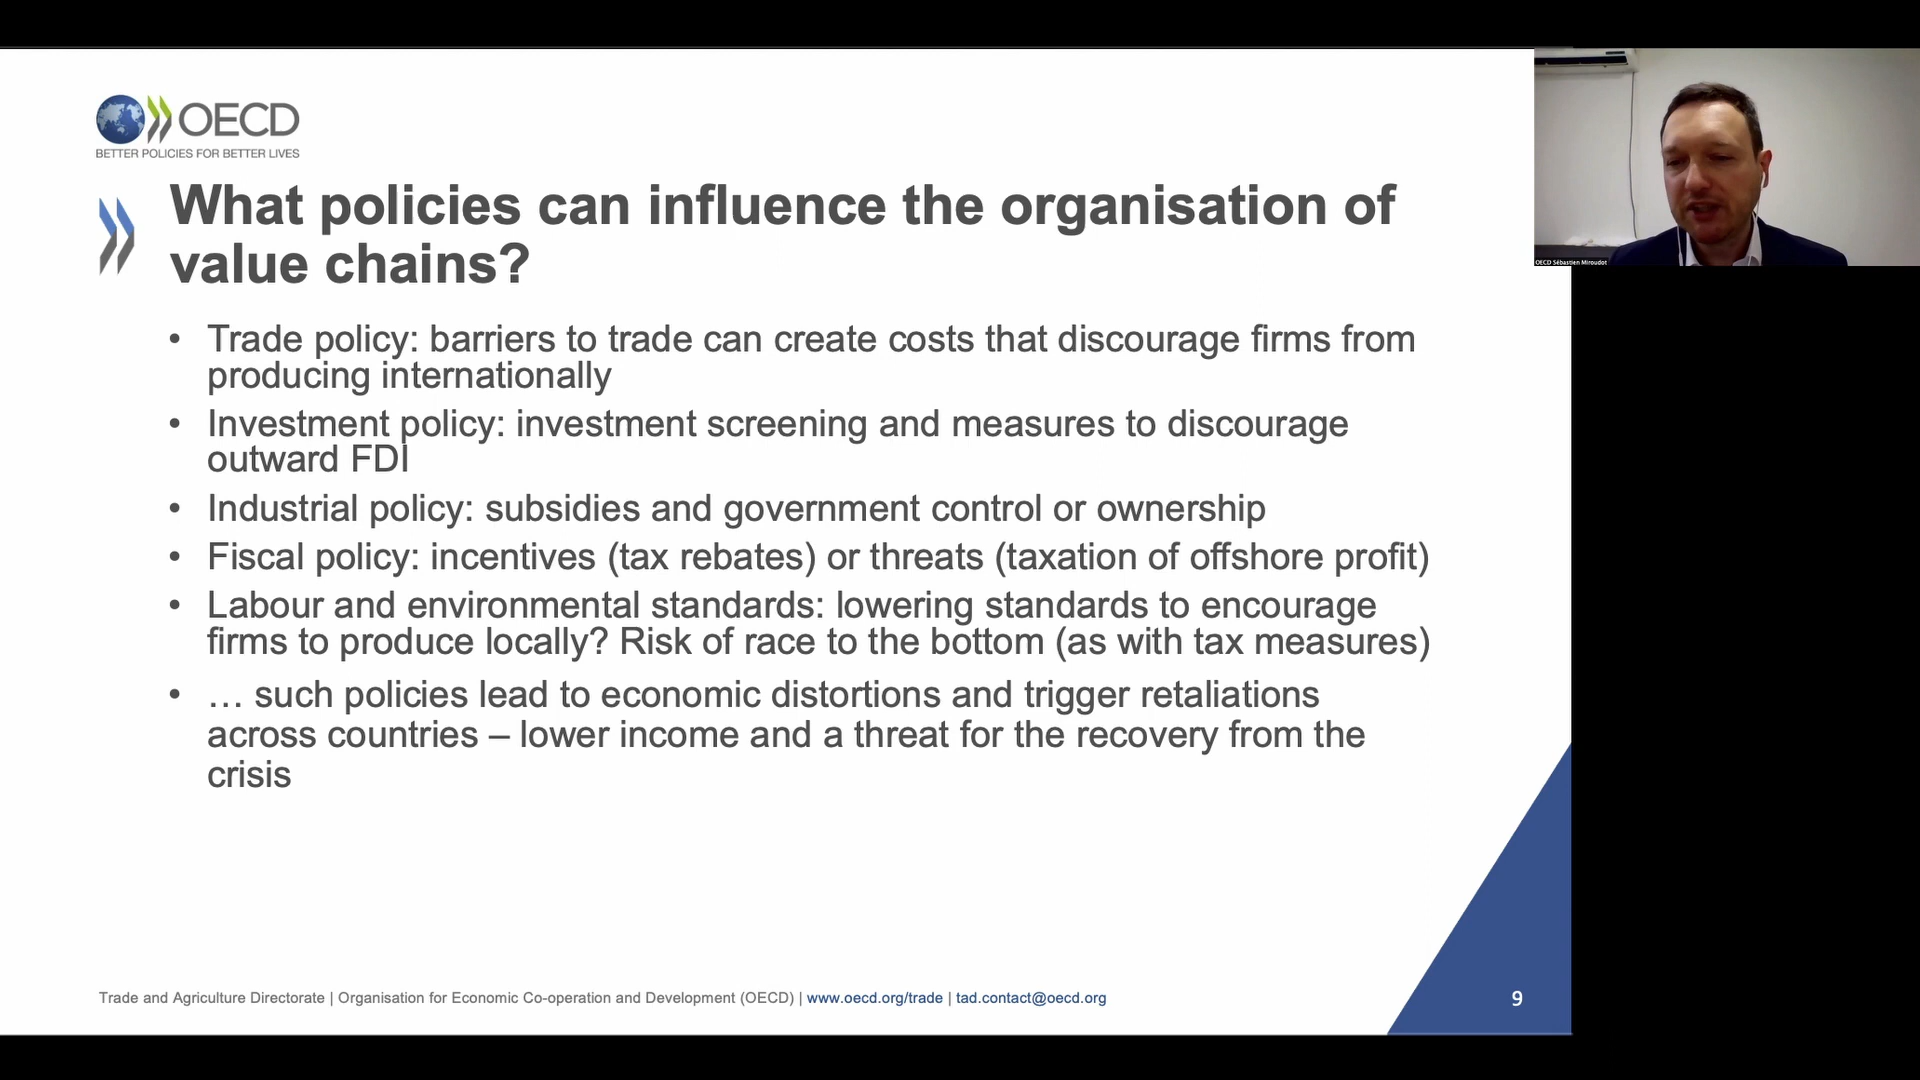 OECD
BETTER POLICIES FOR BETTER LIVES
What policies can influence the organisation of
value chains?
• Trade policy: barriers to trade can create costs that discourage firms from
producing internationally
• Investment policy: investment screening and measures to discourage
outward FDI
• Industrial policy: subsidies and government control or ownership
• Fiscal policy: incentives (tax rebates) or threats (taxation of offshore profit)
• Labour and environmental standards: lowering standards to encourage
firms to produce locally? Risk of race to the bottom (as with tax measures)
• … such policies lead to economic distortions and trigger retaliations
across countries – lower income and a threat for the recovery from the
crisis
Trade and Agriculture Directorate | Organisation for Economic Co-operation and Development (OECD) | www.oecd.org/trade | tad.contact@oecd.org
9
OECD Sébastien Miroudot